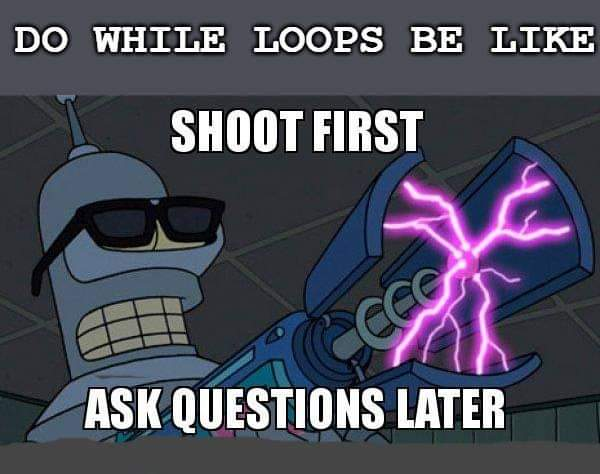 DO WHILE LOOPS BE LIKE
SHOOT FIRST
ASK QUESTIONS LATER